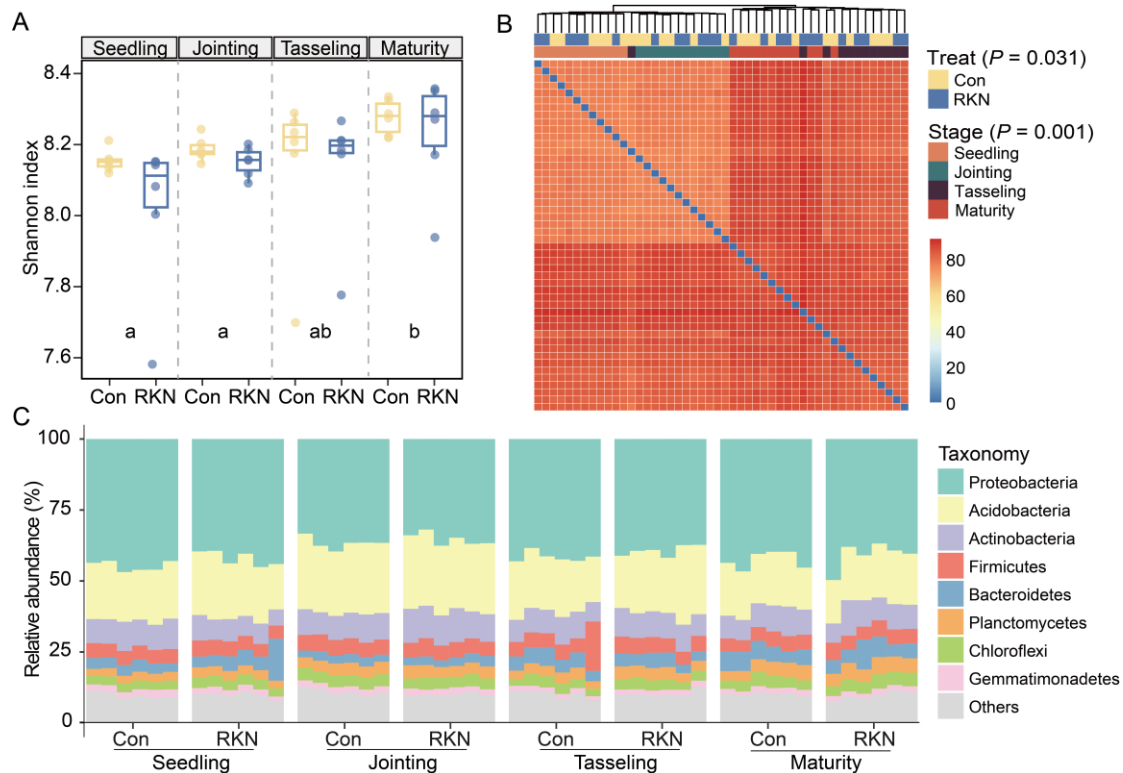 A
Seedling Jointing Tasseling Maturity
8.4
8.2
8.0
7.8
7.6
Shannon index
a a ab b
Con RKN Con RKN Con RKN Con RKN
B
Treat (P = 0.031)
Con
RKN
Stage (P = 0.001)
Seedling
Jointing
Tasseling
Maturity
80
60
40
20
0
C
100
75
50
25
0
Relative abundance (%)
Con RKN Con RKN Con RKN Con RKN
Seedling Jointing Tasseling Maturity
Taxonomy
Proteobacteria
Acidobacteria
Actinobacteria
Firmicutes
Bacteroidetes
Planctomycetes
Chloroflexi
Gemmatimonadetes
Others